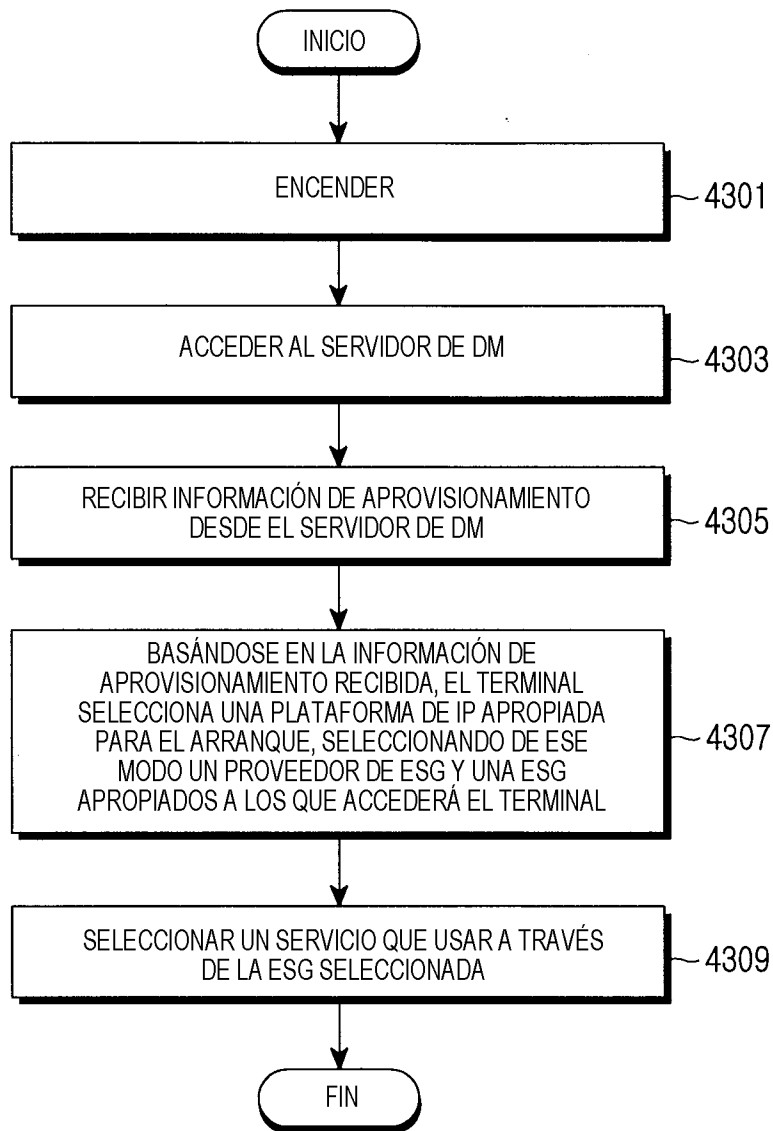 INICIO
ENCENDER
4301
ACCEDER AL SERVIDOR DE DM
4303
RECIBIR INFORMACIÓN DE APROVISIONAMIENTO
DESDE EL SERVIDOR DE DM
4305
BASÁNDOSE EN LA INFORMACIÓN DE
APROVISIONAMIENTO RECIBIDA, EL TERMINAL
SELECCIONA UNA PLATAFORMA DE IP APROPIADA
PARA EL ARRANQUE, SELECCIONANDO DE ESE
MODO UN PROVEEDOR DE ESG Y UNA ESG
APROPIADOS A LOS QUE ACCEDERÁ EL TERMINAL
4307
SELECCIONAR UN SERVICIO QUE USAR A TRAVÉS
DE LA ESG SELECCIONADA
4309
FIN